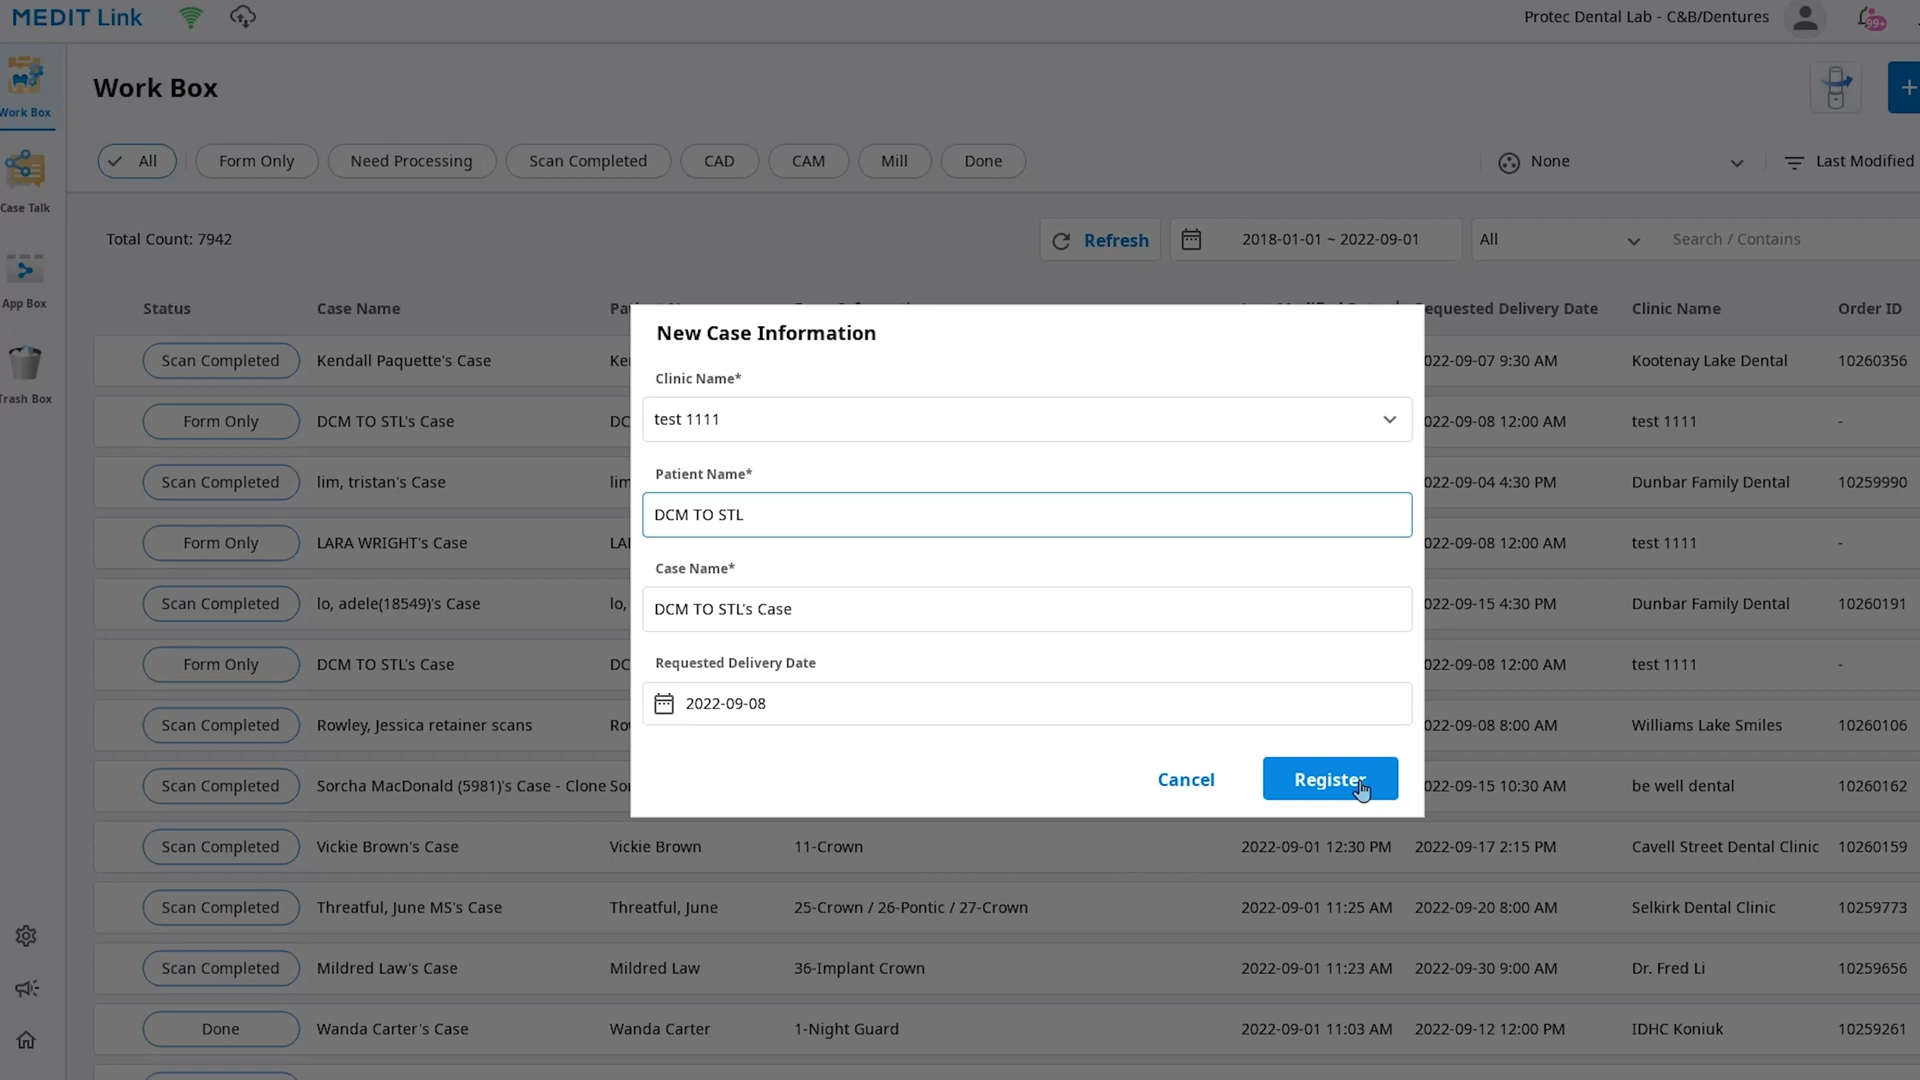 MEDIT Link
Protec Dental Lab - C&B/Dentures
99+
Work Box
Work Box
All
Form Only
Need Processing
Scan Completed
CAD
CAM
Mill
Done
None
Last Modified
Case Talk
App Box
Trash Box
Total Count: 7942
Refresh
2018-01-01 ~ 2022-09-01
All
Search / Contains
Status Case Name Requested Delivery Date Clinic Name Order ID
Scan Completed Kendall Paquette's Case Ke 022-09-07 9:30 AM Kootenay Lake Dental 10260356
Form Only DCM TO STL's Case DC 022-09-08 12:00 AM test 1111 -
Scan Completed lim, tristan's Case lim 022-09-04 4:30 PM Dunbar Family Dental 10259990
Form Only LARA WRIGHT's Case LA 022-09-08 12:00 AM test 1111 -
Scan Completed lo, adele(18549)'s Case lo, 022-09-15 4:30 PM Dunbar Family Dental 10260191
Form Only DCM TO STL's Case DC 022-09-08 12:00 AM test 1111 -
Scan Completed Rowley, Jessica retainer scans Ro 022-09-08 8:00 AM Williams Lake Smiles 10260106
Scan Completed Sorcha MacDonald (5981)'s Case - Clone Sor 022-09-15 10:30 AM be well dental 10260162
Scan Completed Vickie Brown's Case Vickie Brown 11-Crown 2022-09-01 12:30 PM 2022-09-17 2:15 PM Cavell Street Dental Clinic 10260159
Scan Completed Threatful, June MS's Case Threatful, June 25-Crown / 26-Pontic / 27-Crown 2022-09-01 11:25 AM 2022-09-20 8:00 AM Selkirk Dental Clinic 10259773
Scan Completed Mildred Law's Case Mildred Law 36-Implant Crown 2022-09-01 11:23 AM 2022-09-30 9:00 AM Dr. Fred Li 10259656
Done Wanda Carter's Case Wanda Carter 1-Night Guard 2022-09-01 11:03 AM 2022-09-12 12:00 PM IDHC Koniuk 10259261
New Case Information
Clinic Name*
test 1111
Patient Name*
DCM TO STL
Case Name*
DCM TO STL's Case
Requested Delivery Date
2022-09-08
Cancel
Register